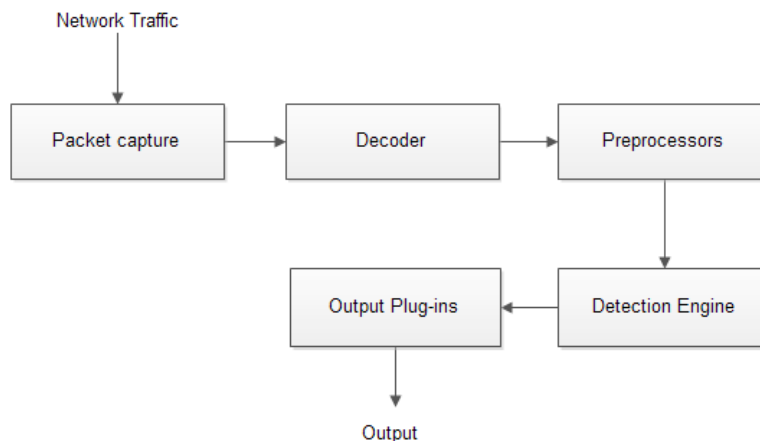 Network Traffic
Packet capture
Decoder
Preprocessors
Detection Engine
Output Plug-ins
Output